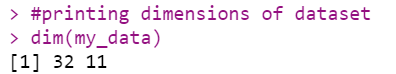 > #printing dimensions of dataset
> dim(my_data)
[1] 32 11